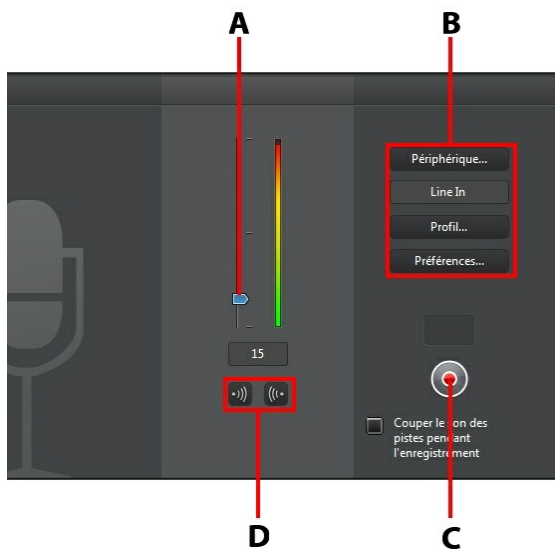 A
B
Périphérique...
Line In
Profil...
Préférences...
15
Couper le son des
pistes pendant
l'enregistrement
D
C